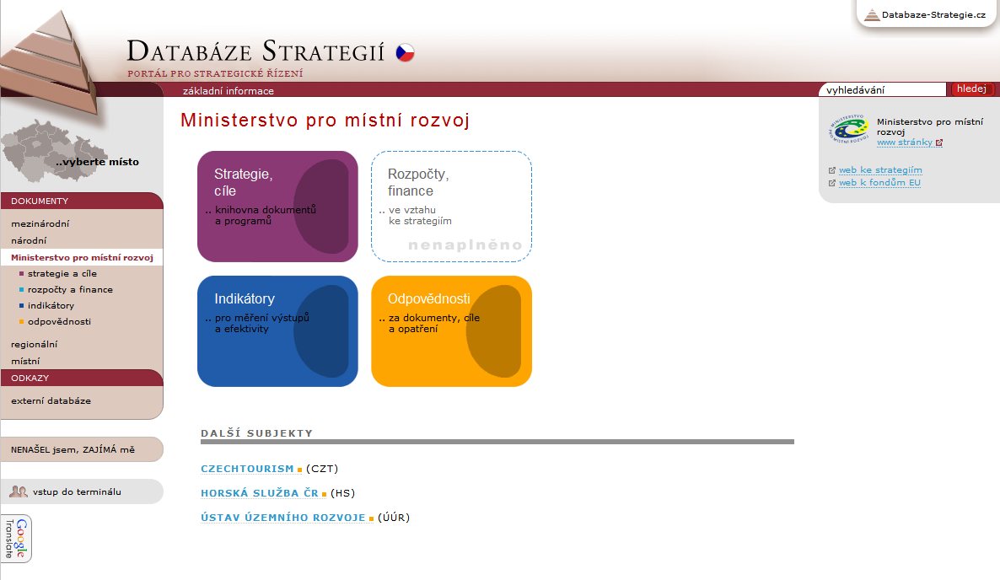 Databaze-Strategie.cz
DATABÁZE STRATEGIÍ
PORTÁL PRO STRATEGICKÉ ŘÍZENÍ
základní informace
vyhledávání
hledej
Ministerstvo pro místní rozvoj
..vyberte místo
DOKUMENTY
mezinárodní
národní
Ministerstvo pro místní rozvoj
strategie a cíle
rozpočty a finance
indikátory
odpovědnosti
regionální
místní
ODKAZY
externí databáze
NENAŠEL jsem, ZAJÍMÁ mě
vstup do terminálu
Google
Translate
Strategie,
cíle
.. knihovna dokumentů
a programů
Rozpočty,
finance
.. ve vztahu
ke strategiím
nenaplněno
Indikátory
.. pro měření výstupů
a efektivity
Odpovědnosti
.. za dokumenty, cíle
a opatření
DALŠÍ SUBJEKTY
CZECHTOURISM (CZT)
HORSKÁ SLUŽBA ČR (HS)
ÚSTAV ÚZEMNÍHO ROZVOJE (ÚÚR)
MINISTERSTVO
PRO MÍSTNÍ ROZVOJ
Ministerstvo pro místní
rozvoj
www stránky
web ke strategiím
web k fondům EU